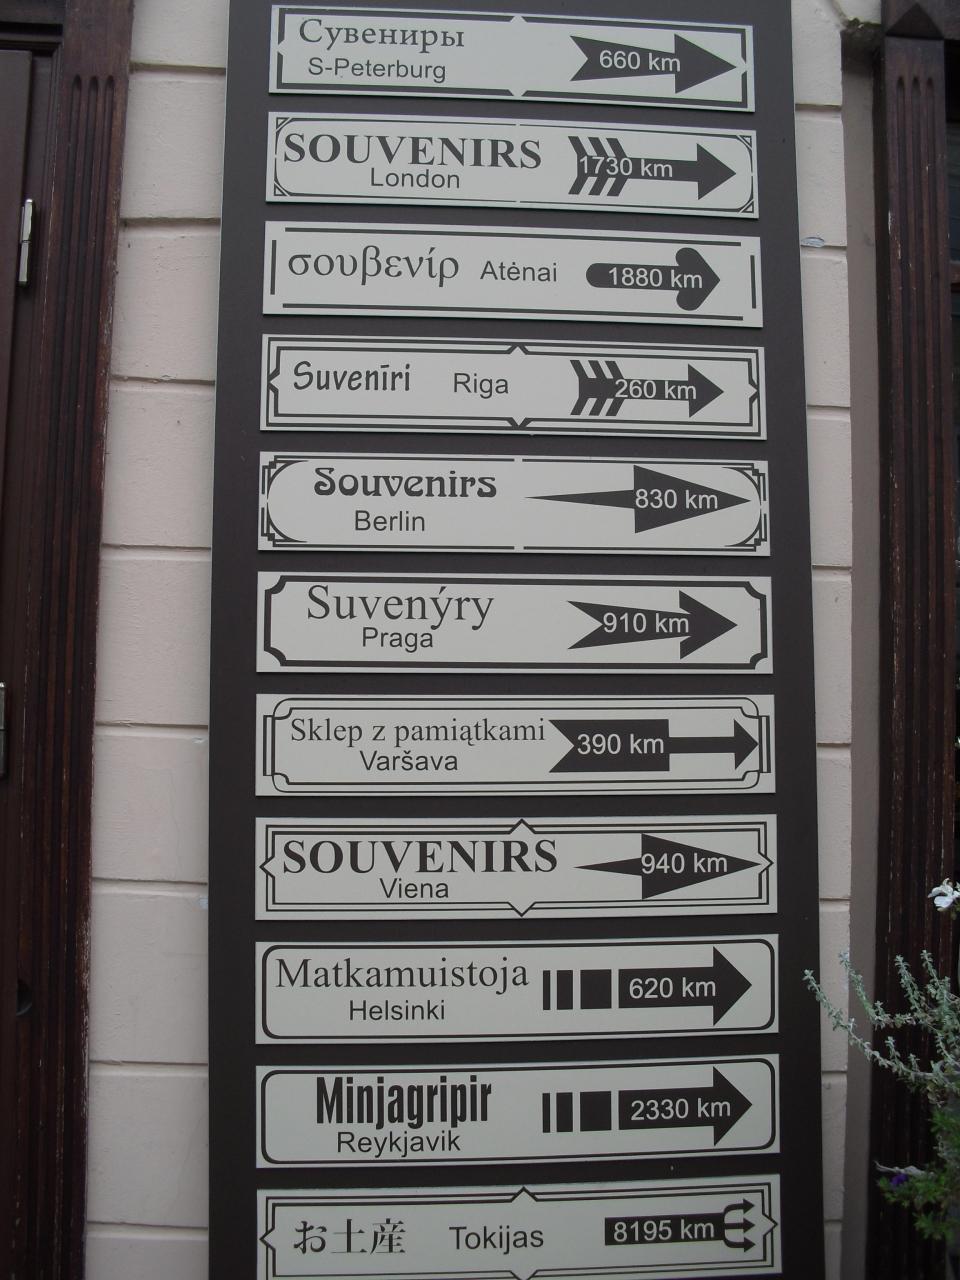 Сувениры
S-Peterburg
660 km
SOUVENIRS
London
1730 km
σουβενίρ Atėnai 1880 km
Suvenīri Riga 260 km
Souvenirs
Berlin
830 km
Suvenýry
Praga
910 km
Sklep z pamiątkami
Varšava
390 km
SOUVENIRS
Viena
940 km
Matkamuistoja
Helsinki
620 km
Minjagripir
Reykjavik
2330 km
お土産 Tokijas 8195 km